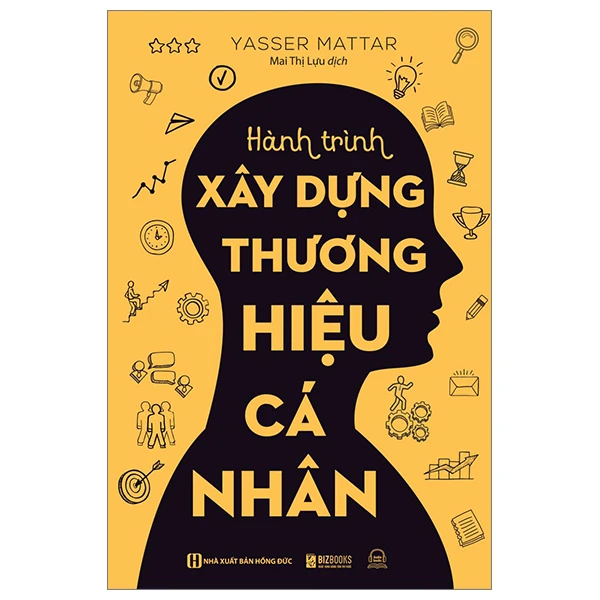 YASSER MATTAR
Mai Thị Lựu dịch
Hành trình
XÂY DỰNG
THƯƠNG
HIỆU
CÁ
NHÂN
NHÀ XUẤT BẢN HỒNG ĐỨC
BIZBOOKS